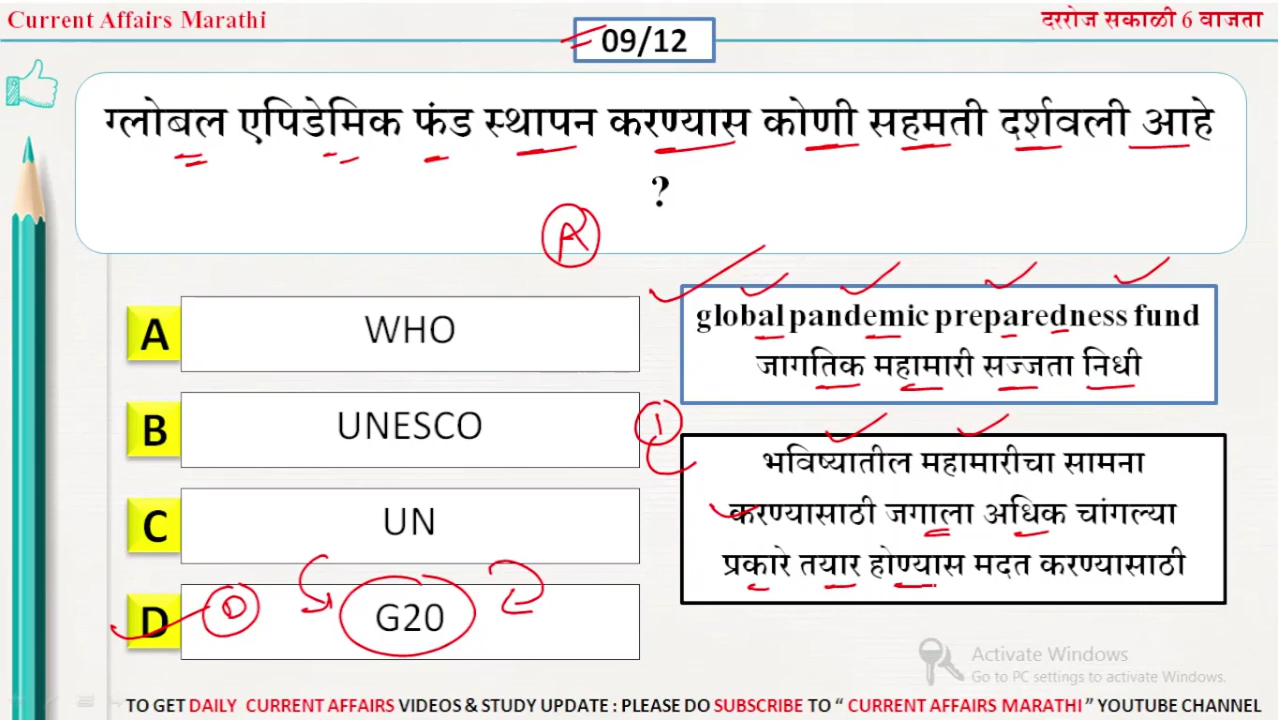 Current Affairs Marathi
दररोज सकाळी 6 वाजता
09/12
ग्लोबल एपिडेमिक फंड स्थापन करण्यास कोणी सहमती दर्शवली आहे
?
A
A
WHO
B
UNESCO
C
UN
D
D
G20
global pandemic preparedness fund
जागतिक महामारी सज्जता निधी
1
भविष्यातील महामारीचा सामना
करण्यासाठी जगाला अधिक चांगल्या
प्रकारे तयार होण्यास मदत करण्यासाठी
Activate Windows
Go to PC settings to activate Windows.
TO GET DAILY CURRENT AFFAIRS VIDEOS & STUDY UPDATE : PLEASE DO SUBSCRIBE TO “ CURRENT AFFAIRS MARATHI ” YOUTUBE CHANNEL